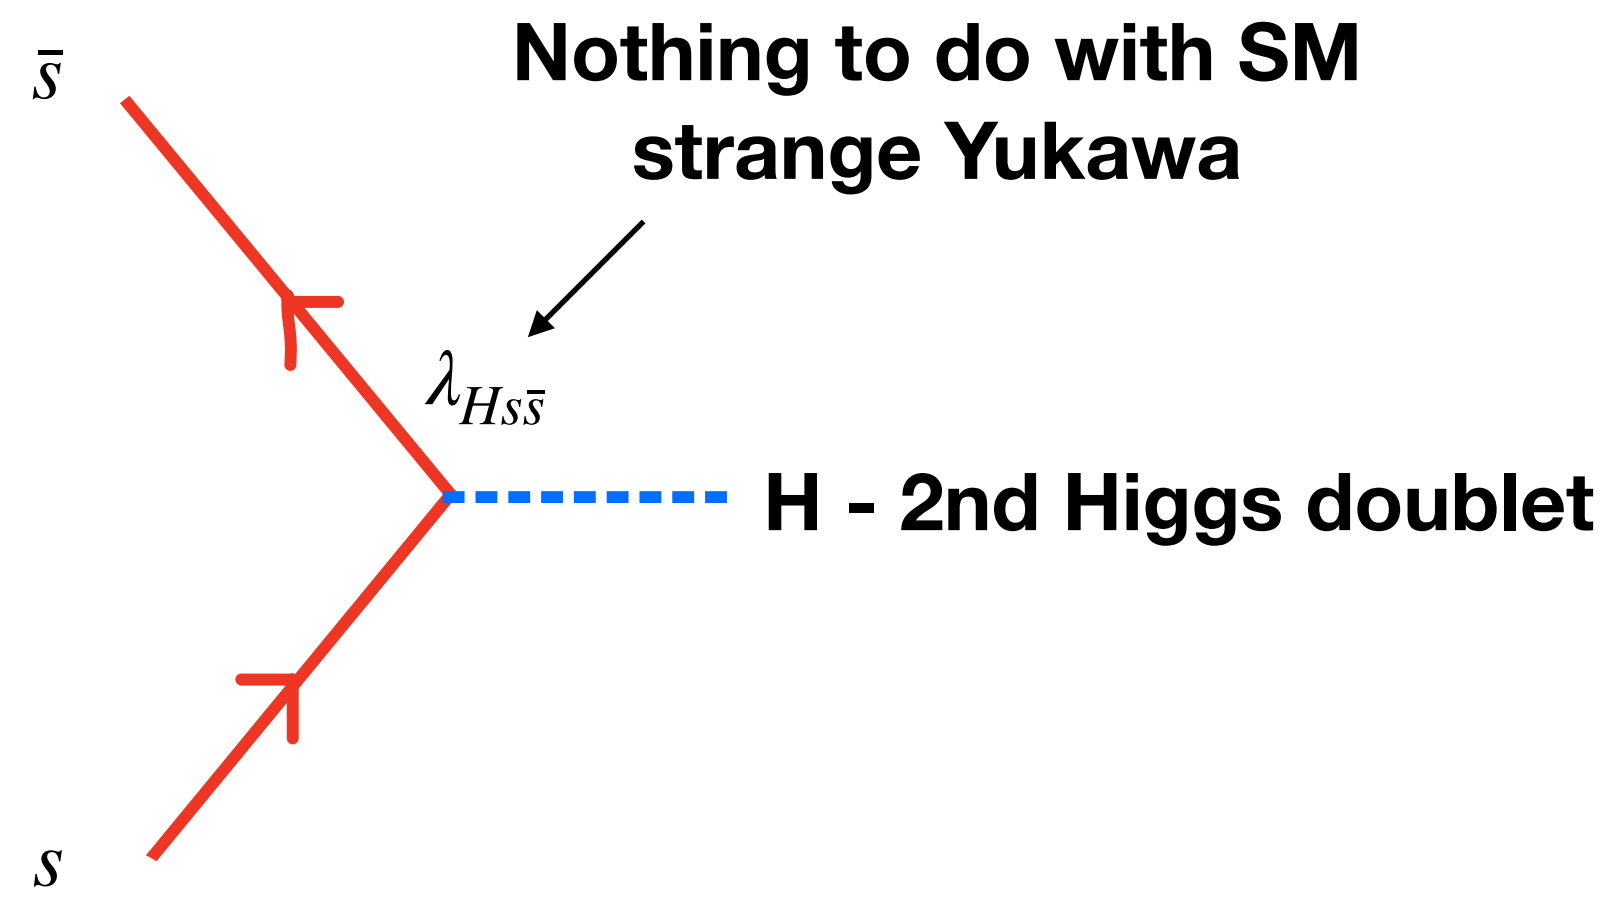 s̄
Nothing to do with SM
strange Yukawa
λ_{Hss̄}
H - 2nd Higgs doublet
s